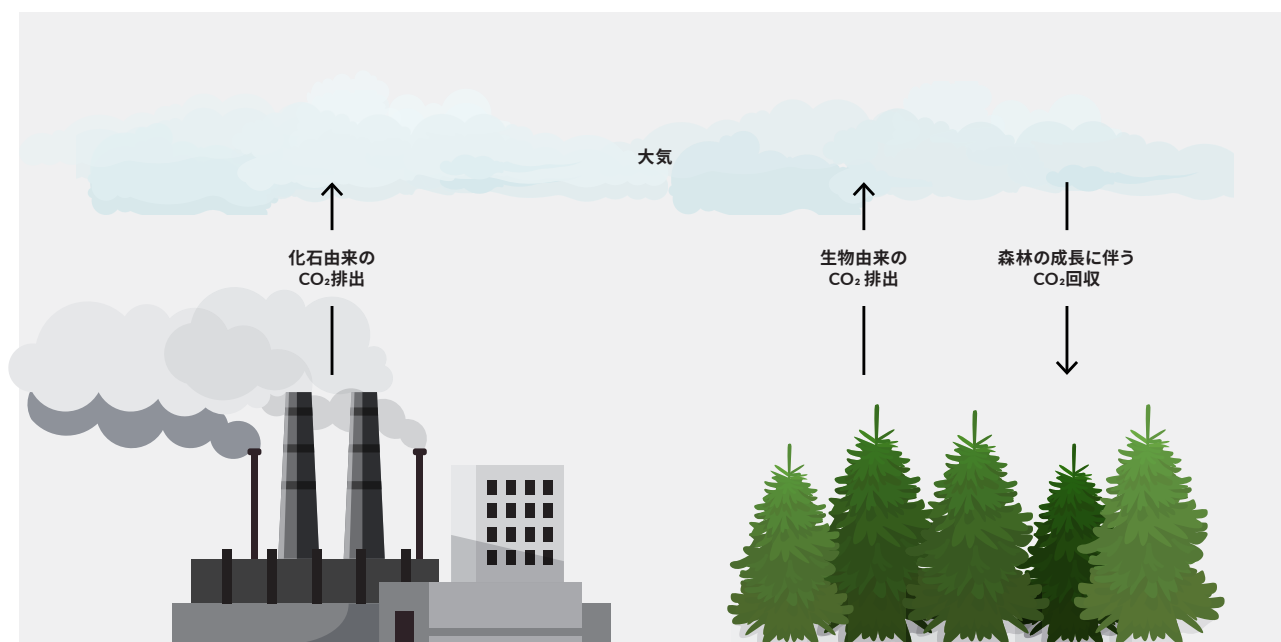 大気
化石由来の
CO₂排出
生物由来の
CO₂ 排出
森林の成長に伴う
CO₂回収